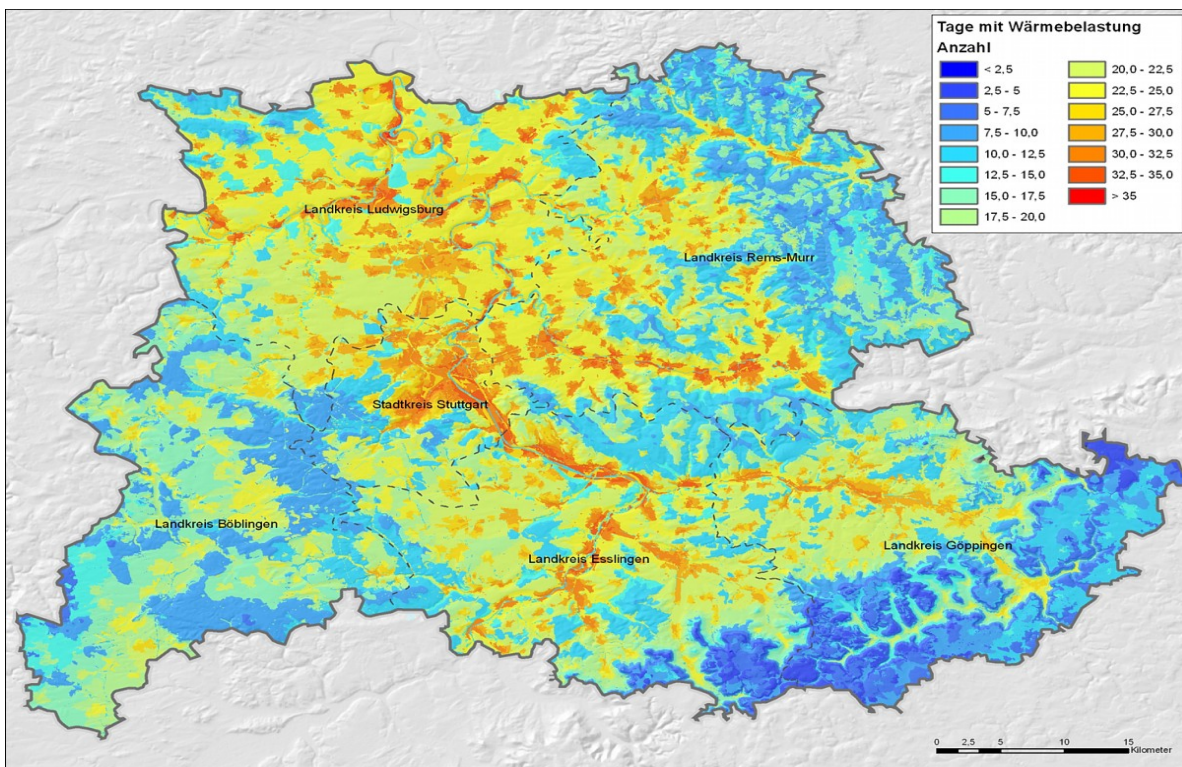 Tage mit Wärmebelastung
Anzahl
< 2,5
2,5 - 5
5 - 7,5
7,5 - 10,0
10,0 - 12,5
12,5 - 15,0
15,0 - 17,5
17,5 - 20,0
20,0 - 22,5
22,5 - 25,0
25,0 - 27,5
27,5 - 30,0
30,0 - 32,5
32,5 - 35,0
> 35
Landkreis Ludwigsburg
Landkreis Rems-Murr
Stadtkreis Stuttgart
Landkreis Böblingen
Landkreis Esslingen
Landkreis Göppingen
0 2,5 5 10 15
Kilometer